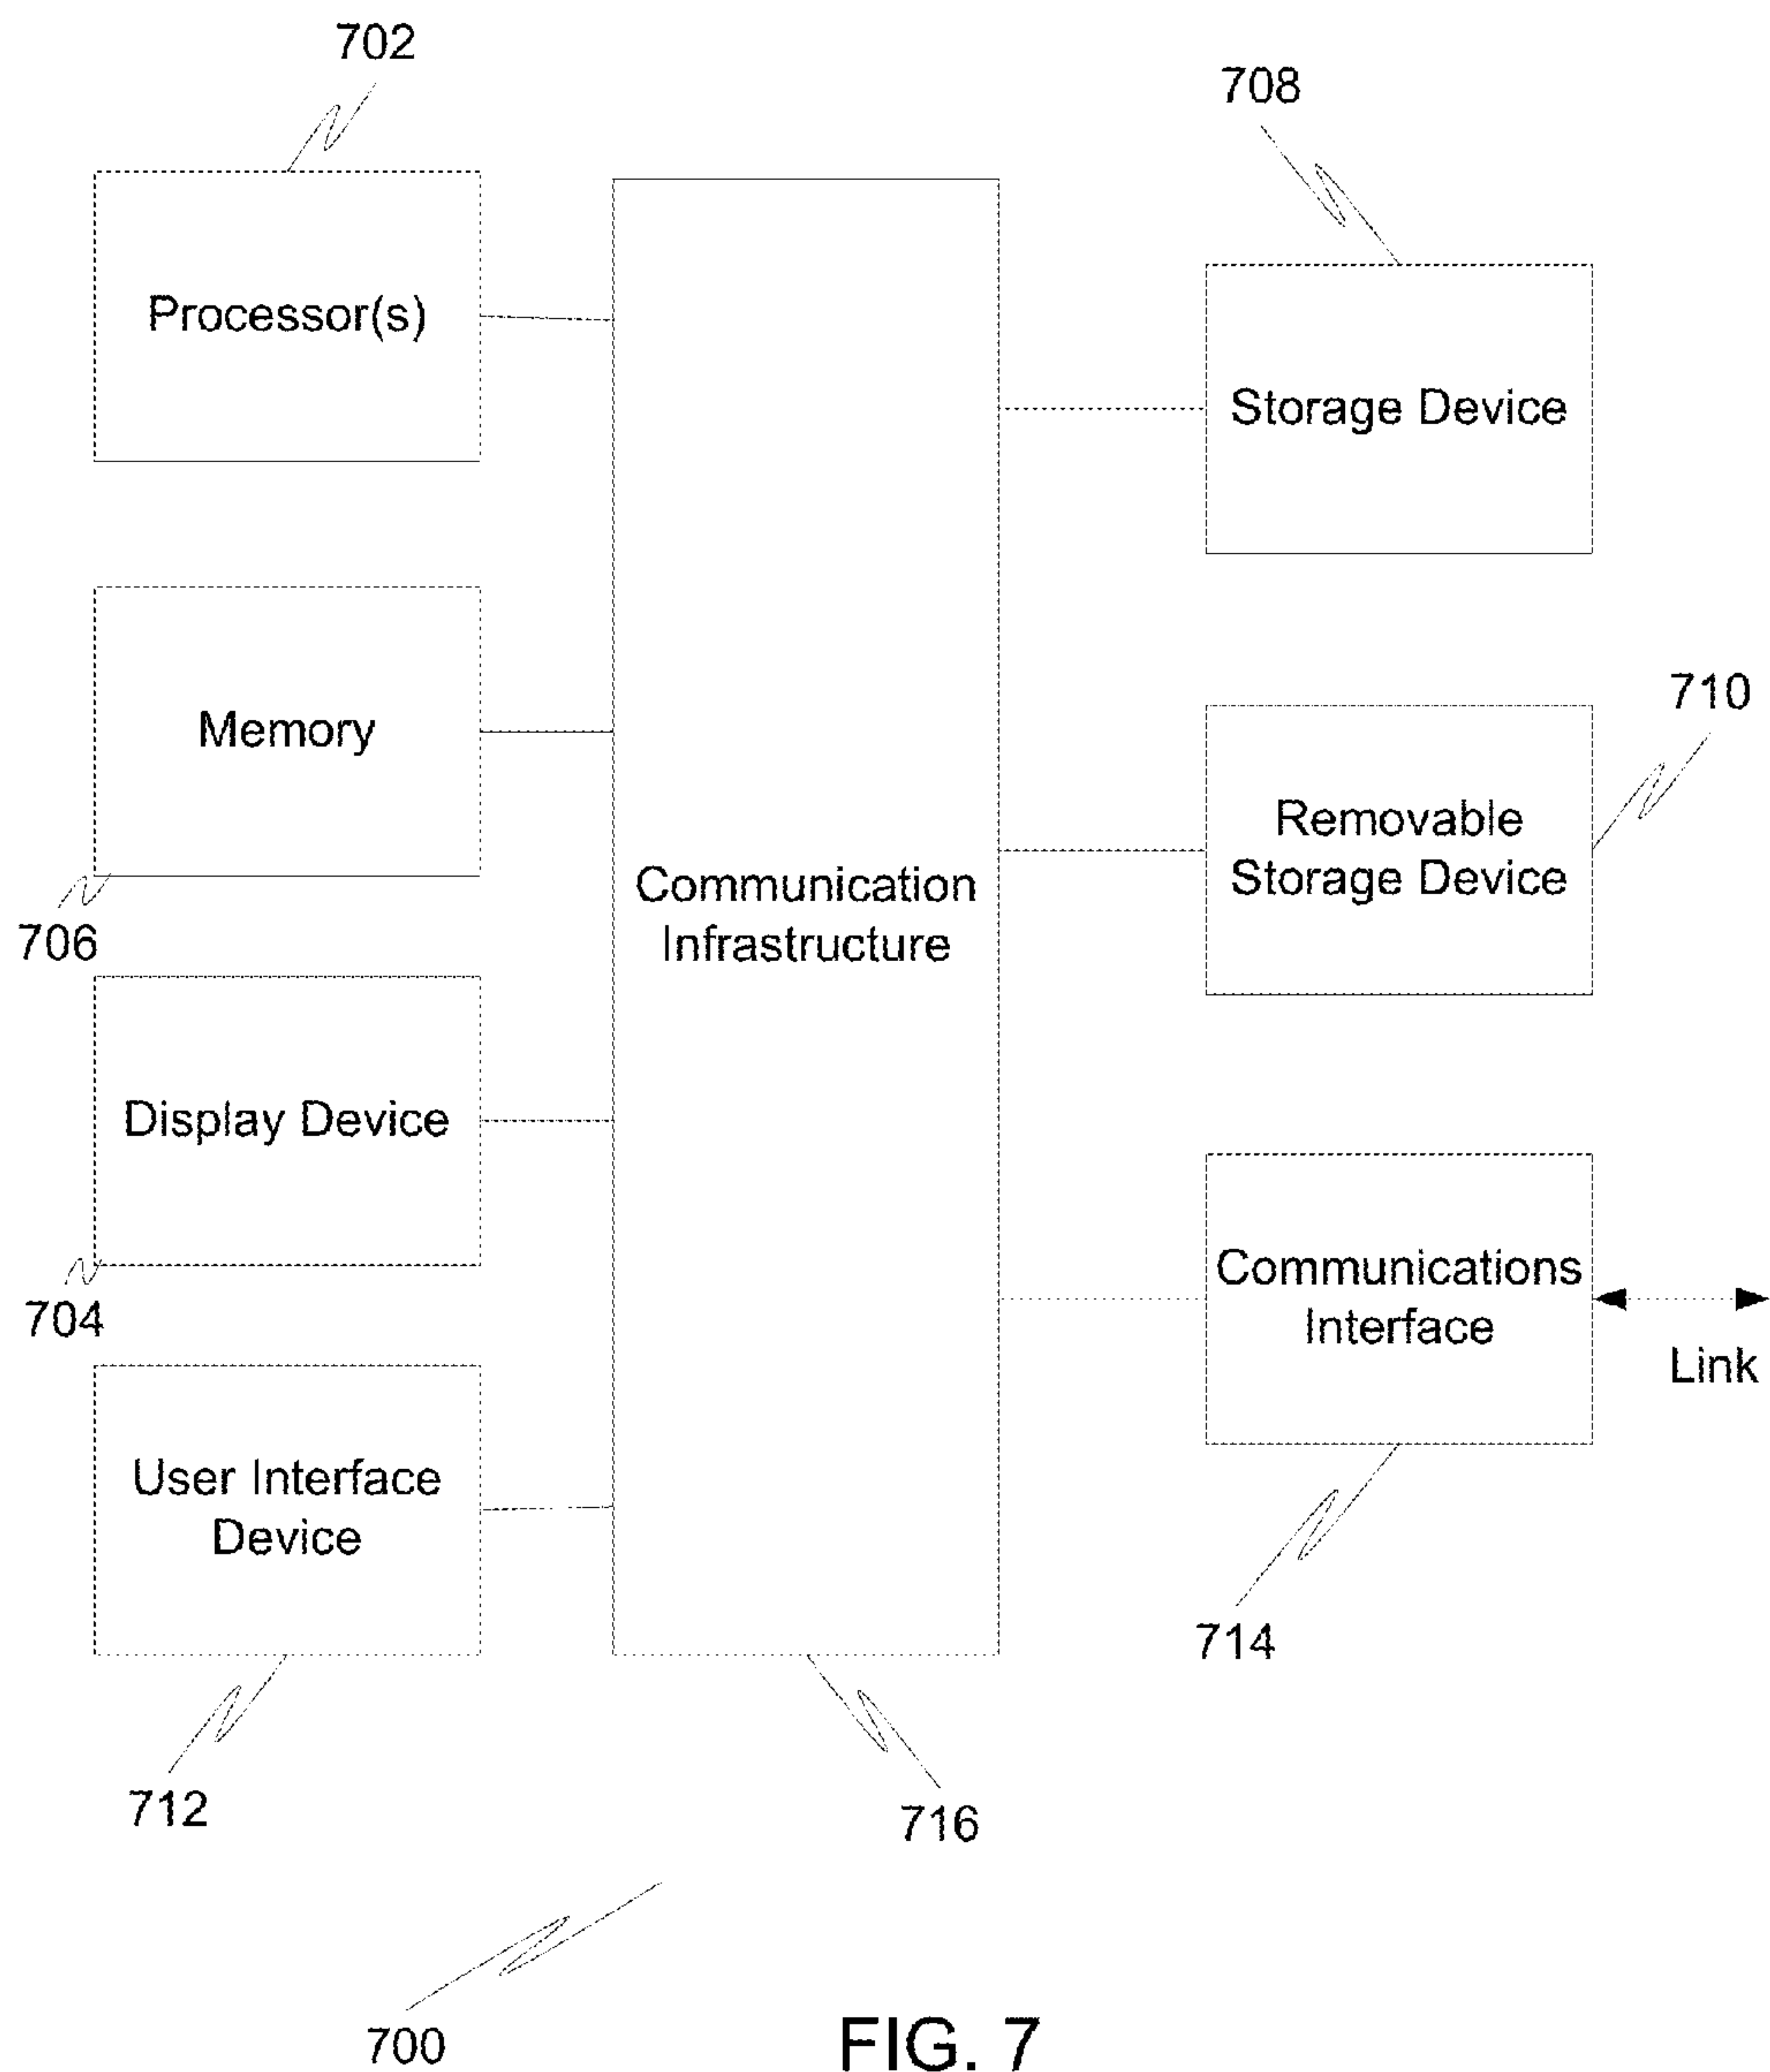 702
708
Processor(s)
Storage Device
710
Memory
Removable
Storage Device
Communication
Infrastructure
706
Display Device
Communications
Interface
704
Link
User Interface
Device
714
712
716
700
FIG. 7